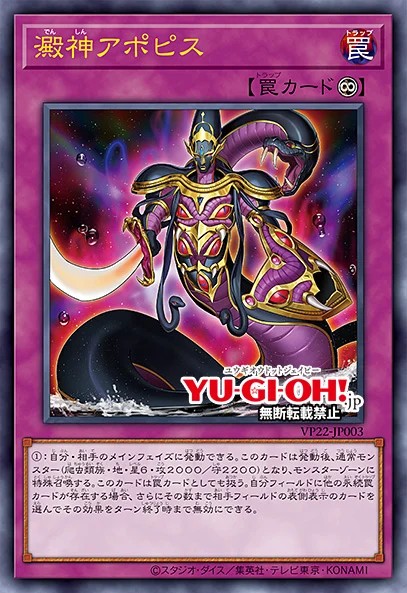 澱神アポピス
でん しん
トラップ
罠
【罠カード】
トラップ
ユウギオウドットジェイピー
YU-GI-OH!.jp
無断転載禁止
VP22-JP003
①:自分・相手のメインフェイズに発動できる。このカードは発動後、通常モン
スター(爬虫類族・地・星6・攻2000/守2200)となり、モンスターゾーンに
特殊召喚する。このカードは罠カードとしても扱う。自分フィールドに他の永続罠
カードが存在する場合、さらにその数まで相手フィールドの表側表示のカードを
選んでその効果をターン終了時まで無効にできる。
©スタジオ・ダイス/集英社・テレビ東京・KONAMI